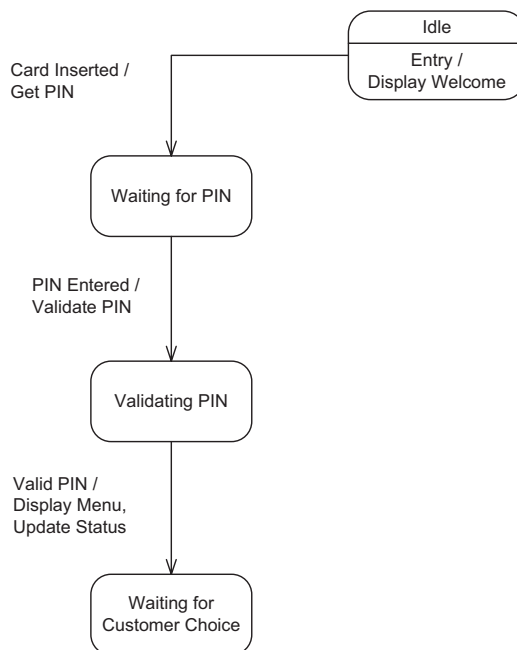 Idle
Entry /
Display Welcome
Card Inserted /
Get PIN
Waiting for PIN
PIN Entered /
Validate PIN
Validating PIN
Valid PIN /
Display Menu,
Update Status
Waiting for
Customer Choice